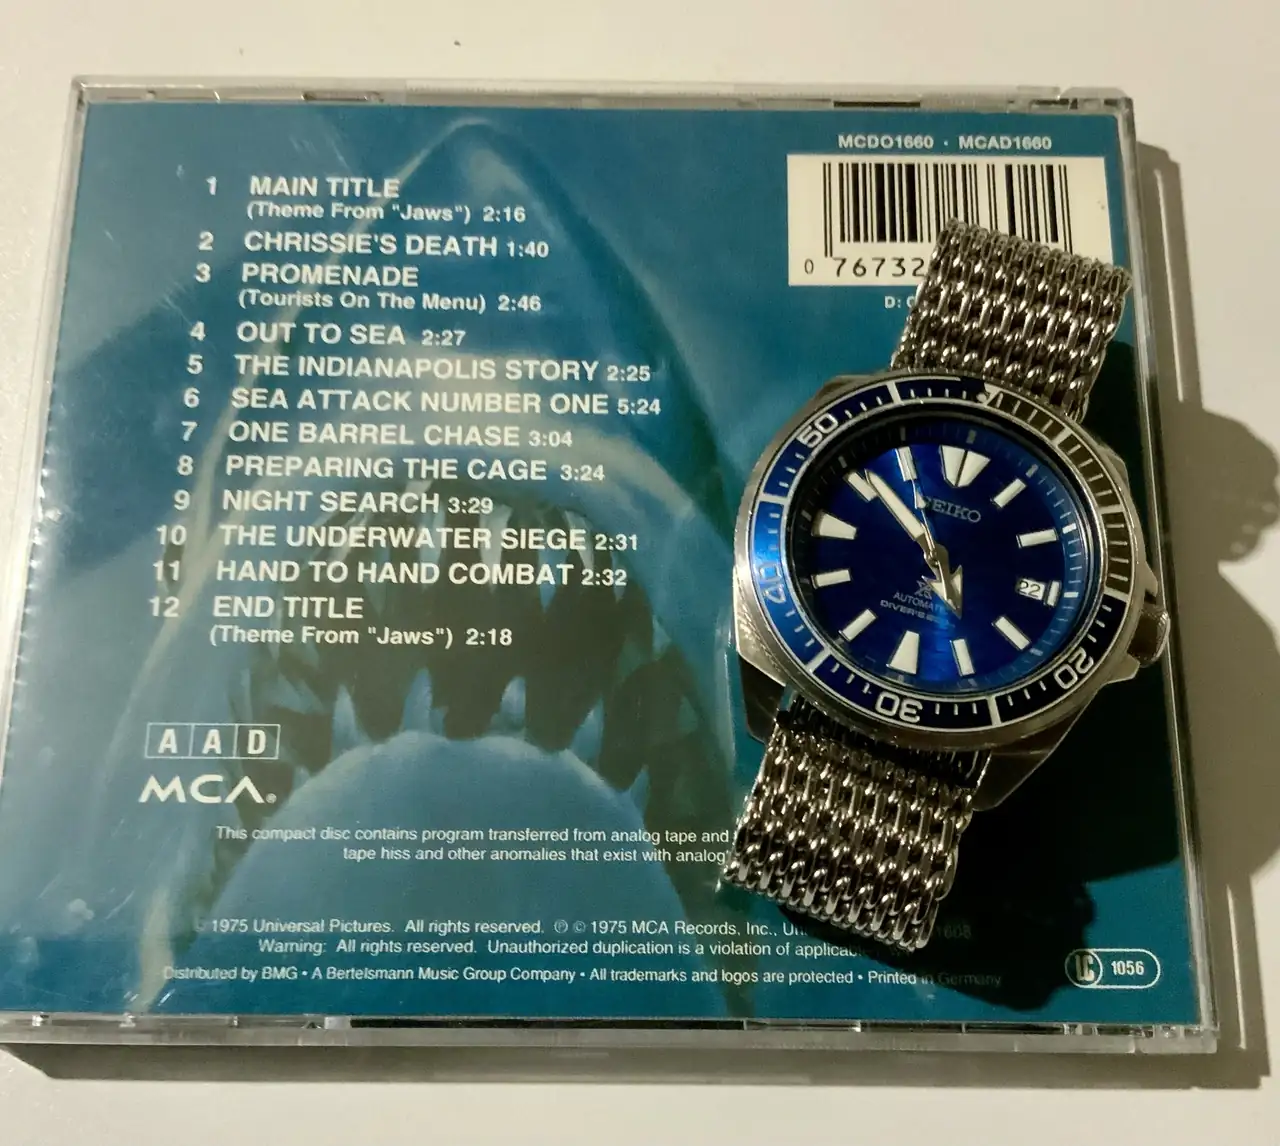 MCDO1660 · MCAD1660
0 76732
D:
1 MAIN TITLE
(Theme From "Jaws") 2:16
2 CHRISSIE'S DEATH 1:40
3 PROMENADE
(Tourists On The Menu) 2:46
4 OUT TO SEA 2:27
5 THE INDIANAPOLIS STORY 2:25
6 SEA ATTACK NUMBER ONE 5:24
7 ONE BARREL CHASE 3:04
8 PREPARING THE CAGE 3:24
9 NIGHT SEARCH 3:29
10 THE UNDERWATER SIEGE 2:31
11 HAND TO HAND COMBAT 2:32
12 END TITLE
(Theme From "Jaws") 2:18
AAD
MCA®
This compact disc contains program transferred from analog tape and
tape hiss and other anomalies that exist with analog
© 1975 Universal Pictures. All rights reserved. ℗ © 1975 MCA Records, Inc.,
Warning: All rights reserved. Unauthorized duplication is a violation of
Distributed by BMG • A Bertelsmann Music Group Company • All trademarks and logos are protected • Printed in Germany
LC 1056
50
40
30
20
SEIKO
22
AUTOMATIC
DIVER'S